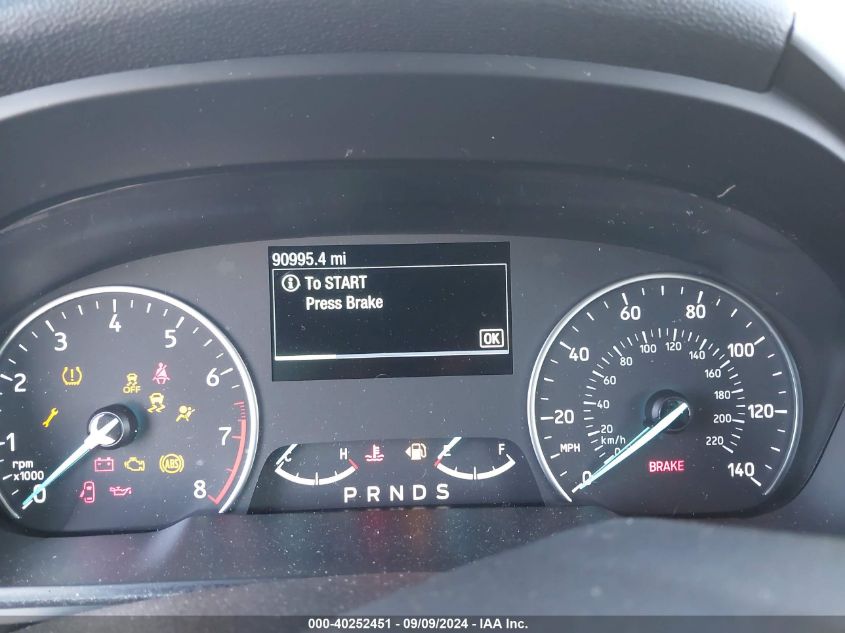 90995.4 mi
i To START
Press Brake
OK
0 1 2 3 4 5 6 7 8
rpm
x1000
OFF
ABS
C H
E F
P R N D S
0 20 40 60 80 100 120 140
MPH
0 20 40 60 80 100 120 140 160 180 200 220
km/h
BRAKE
000-40252451 - 09/09/2024 - IAA Inc.